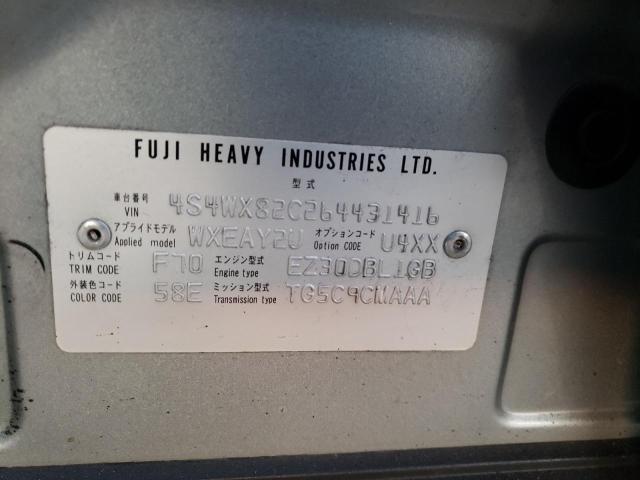 FUJI HEAVY INDUSTRIES LTD.
型式
車台番号
VIN 4S4WX82C264431416
アプライドモデル オプションコード
Applied model WXEAY2U Option CODE U4XX
トリムコード エンジン型式
TRIM CODE F70 Engine type EZ30DBL1GB
外装色コード ミッション型式
COLOR CODE 58E Transmission type TG5C9CMAAA